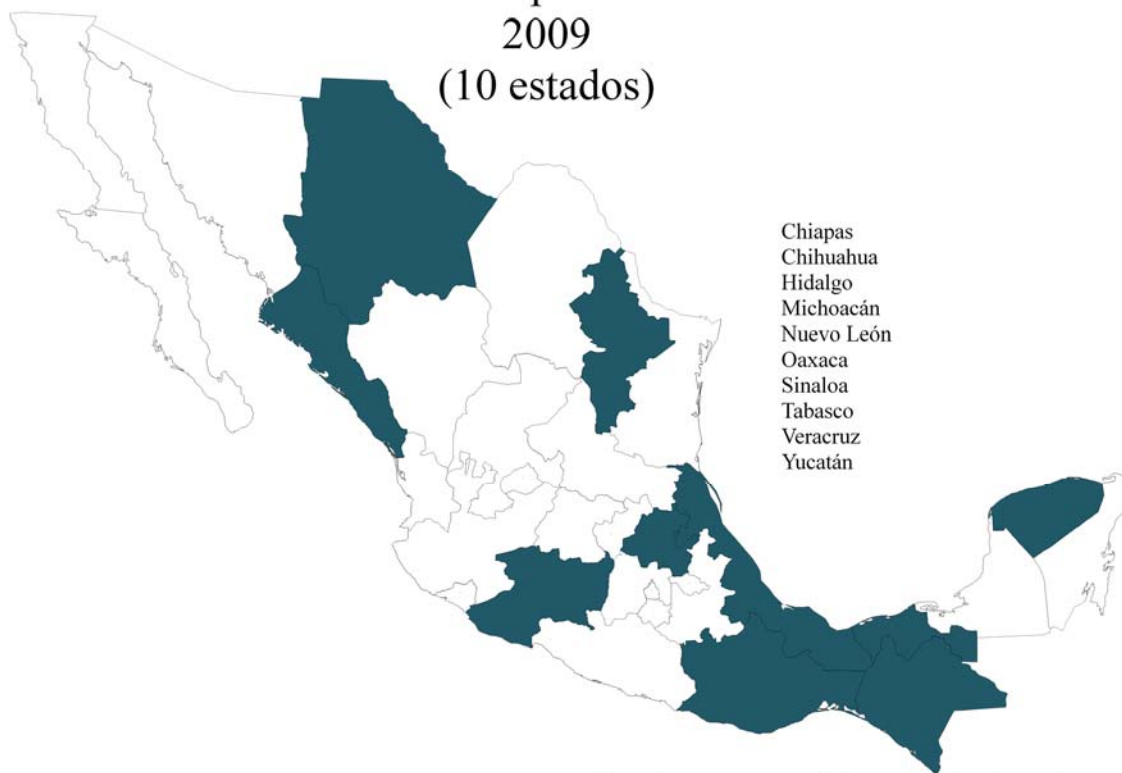 2009
(10 estados)
Chiapas
Chihuahua
Hidalgo
Michoacán
Nuevo León
Oaxaca
Sinaloa
Tabasco
Veracruz
Yucatán